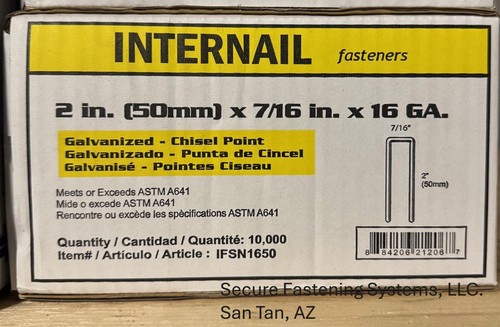 INTERNAIL fasteners
2 in. (50mm) x 7/16 in. x 16 GA.
Galvanized - Chisel Point
Galvanizado - Punta de Cincel
Galvanisé - Pointes Ciseau
7/16"
2"
(50mm)
Meets or Exceeds ASTM A641
Mide o excede ASTM A641
Rencontre ou excède les spècifications ASTM A641
Quantity / Cantidad / Quantité: 10,000
Item# / Artículo / Article : IFSN1650
8 84206 21206 7
Secure Fastening Systems, LLC.
San Tan, AZ